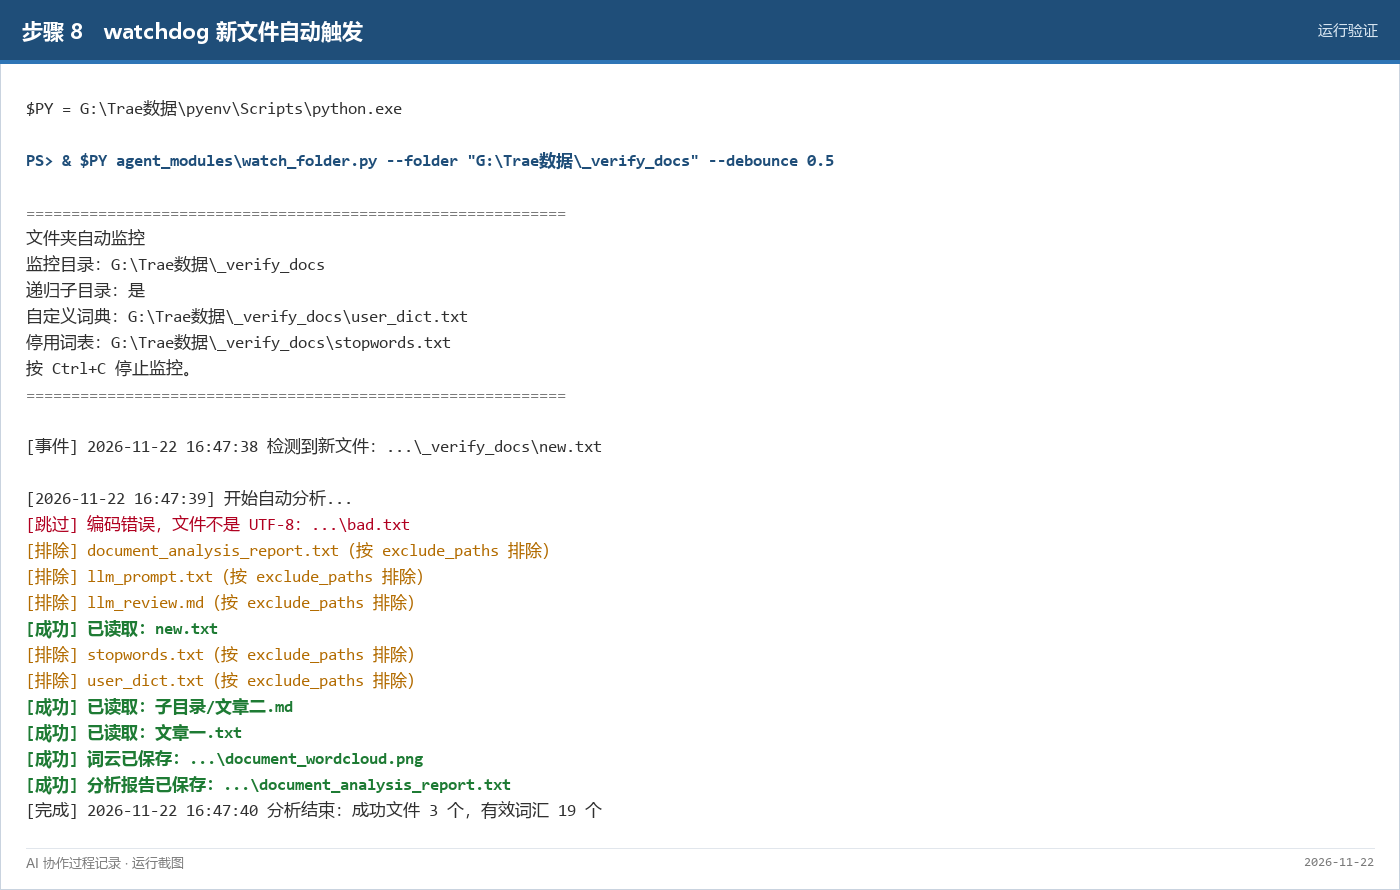 步骤 8 watchdog 新文件自动触发
运行验证
$PY = G:\Trae数据\pyenv\Scripts\python.exe
PS> & $PY agent_modules\watch_folder.py --folder "G:\Trae数据\_verify_docs" --debounce 0.5
============================================================
文件夹自动监控
监控目录：G:\Trae数据\_verify_docs
递归子目录：是
自定义词典：G:\Trae数据\_verify_docs\user_dict.txt
停用词表：G:\Trae数据\_verify_docs\stopwords.txt
按 Ctrl+C 停止监控。
============================================================
[事件] 2026-11-22 16:47:38 检测到新文件：...\_verify_docs\new.txt
[2026-11-22 16:47:39] 开始自动分析...
[跳过] 编码错误，文件不是 UTF-8：...\bad.txt
[排除] document_analysis_report.txt（按 exclude_paths 排除）
[排除] llm_prompt.txt（按 exclude_paths 排除）
[排除] llm_review.md（按 exclude_paths 排除）
[成功] 已读取：new.txt
[排除] stopwords.txt（按 exclude_paths 排除）
[排除] user_dict.txt（按 exclude_paths 排除）
[成功] 已读取：子目录/文章二.md
[成功] 已读取：文章一.txt
[成功] 词云已保存：...\document_wordcloud.png
[成功] 分析报告已保存：...\document_analysis_report.txt
[完成] 2026-11-22 16:47:40 分析结束：成功文件 3 个，有效词汇 19 个
AI 协作过程记录 · 运行截图
2026-11-22